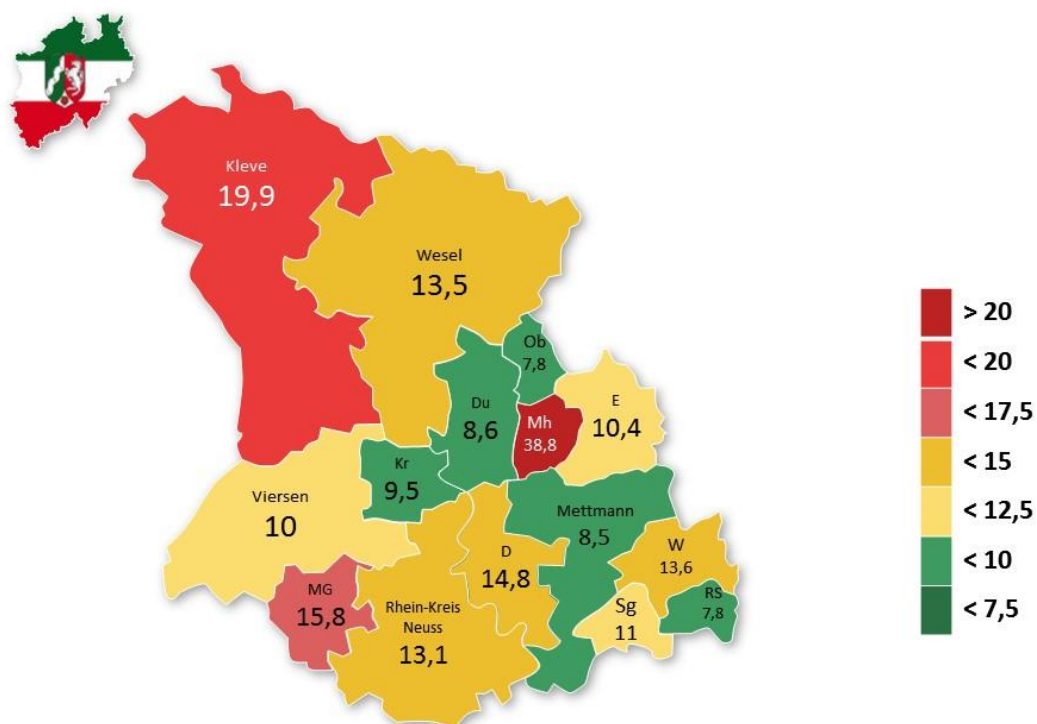 Kleve
19,9
Wesel
13,5
Ob
7,8
Du
8,6
Mh
38,8
E
10,4
Kr
9,5
Viersen
10
Mettmann
8,5
D
14,8
W
13,6
MG
15,8
Rhein-Kreis
Neuss
13,1
Sg
11
RS
7,8
> 20
< 20
< 17,5
< 15
< 12,5
< 10
< 7,5